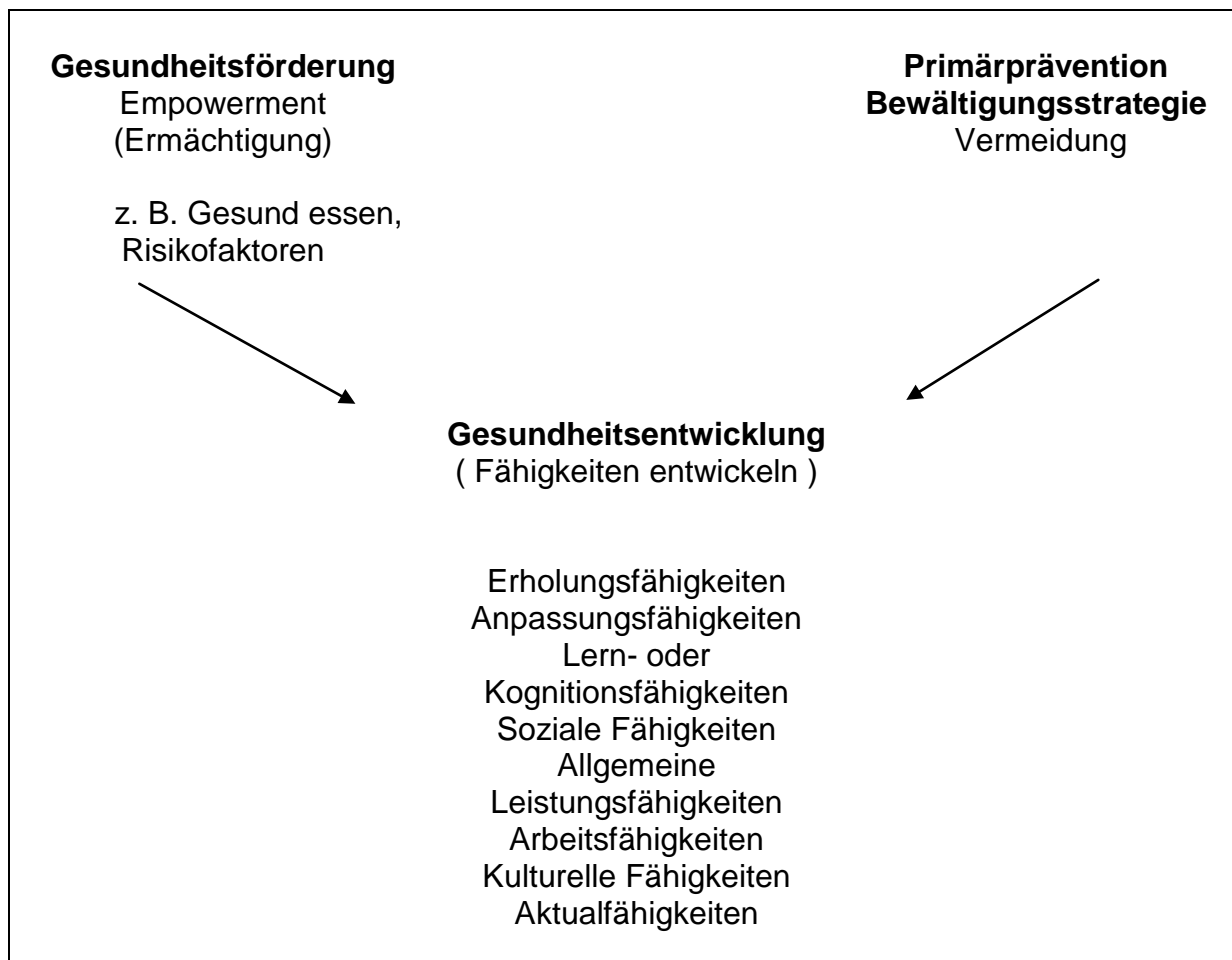 Gesundheitsförderung
Empowerment
(Ermächtigung)
z. B. Gesund essen,
Risikofaktoren
Primärprävention
Bewältigungsstrategie
Vermeidung
Gesundheitsentwicklung
( Fähigkeiten entwickeln )
Erholungsfähigkeiten
Anpassungsfähigkeiten
Lern- oder
Kognitionsfähigkeiten
Soziale Fähigkeiten
Allgemeine
Leistungsfähigkeiten
Arbeitsfähigkeiten
Kulturelle Fähigkeiten
Aktualfähigkeiten